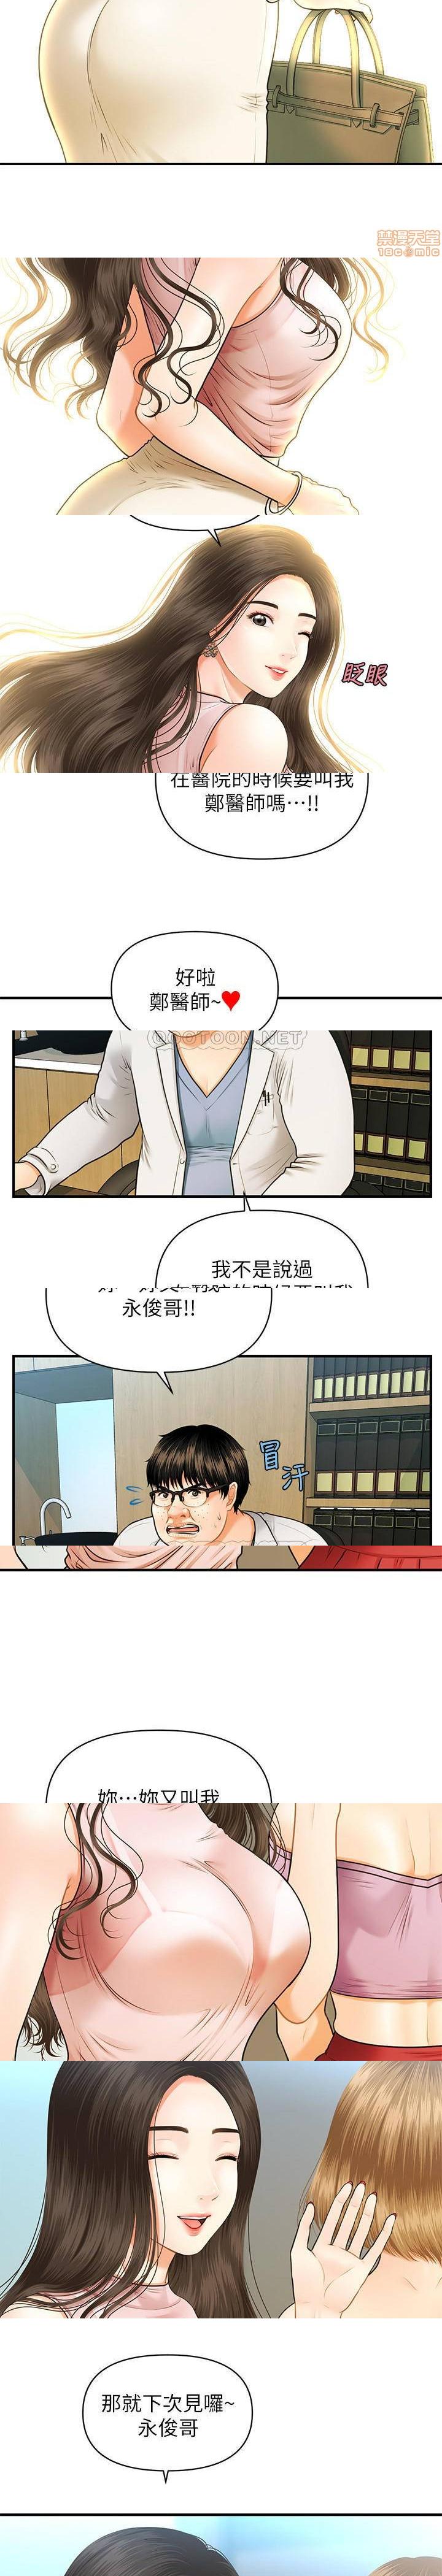 禁漫天堂
18comic
眨眼
在醫院的時候要叫我
鄭醫師嗎…!!
好啦
鄭醫師~♥
我不是說過
永俊哥!!
冒汗
妳…妳又叫我
那就下次見囉~
永俊哥